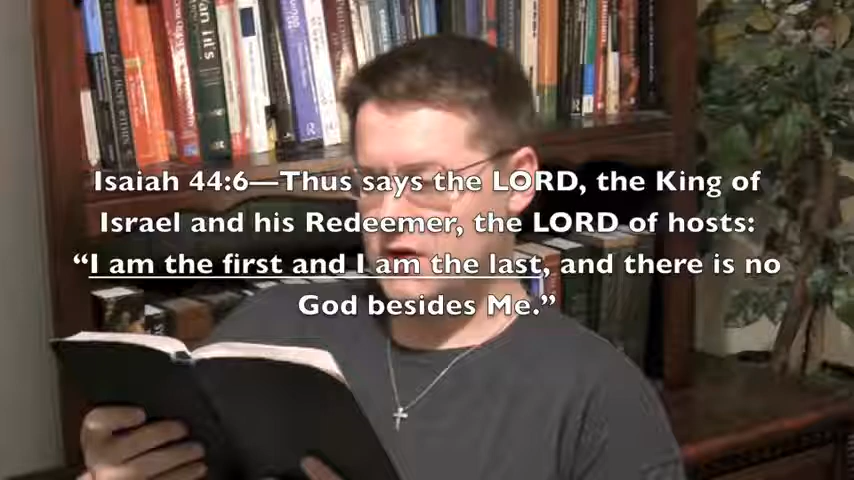 Isaiah 44:6—Thus says the LORD, the King of
Israel and his Redeemer, the LORD of hosts:
“I am the first and I am the last, and there is no
God besides Me.”